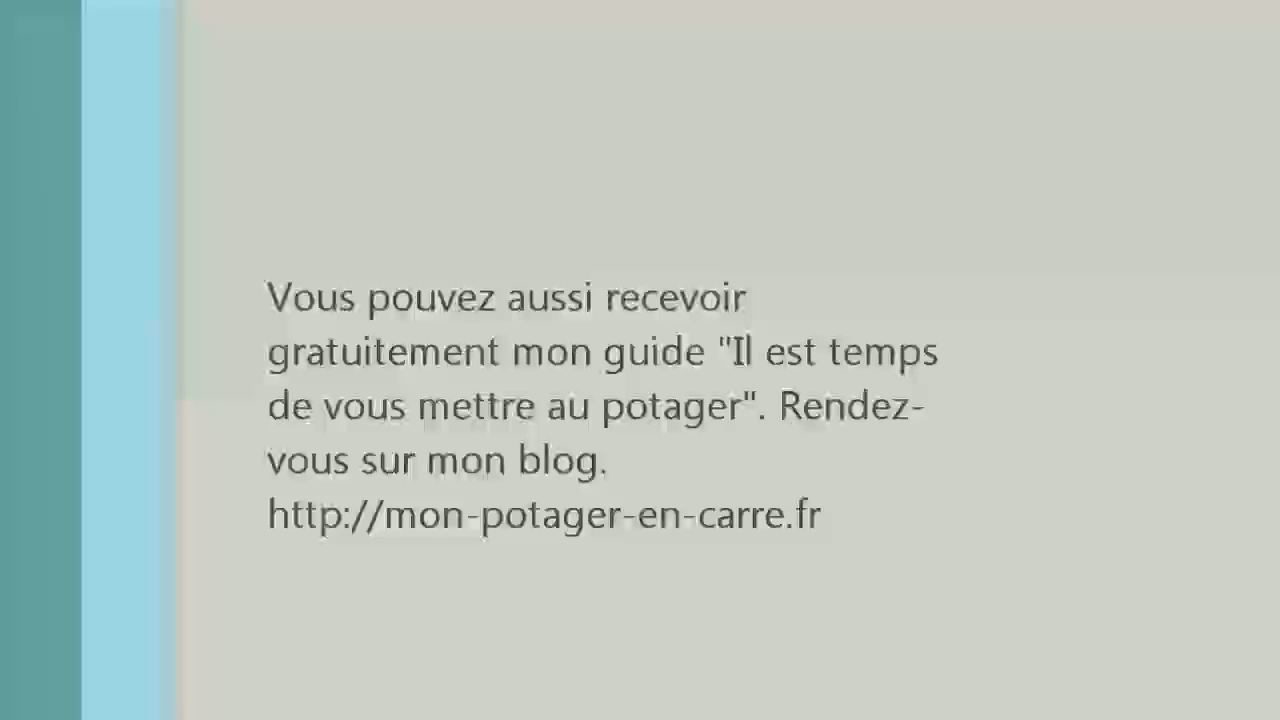 Vous pouvez aussi recevoir
gratuitement mon guide "Il est temps
de vous mettre au potager". Rendez-
vous sur mon blog.
http://mon-potager-en-carre.fr